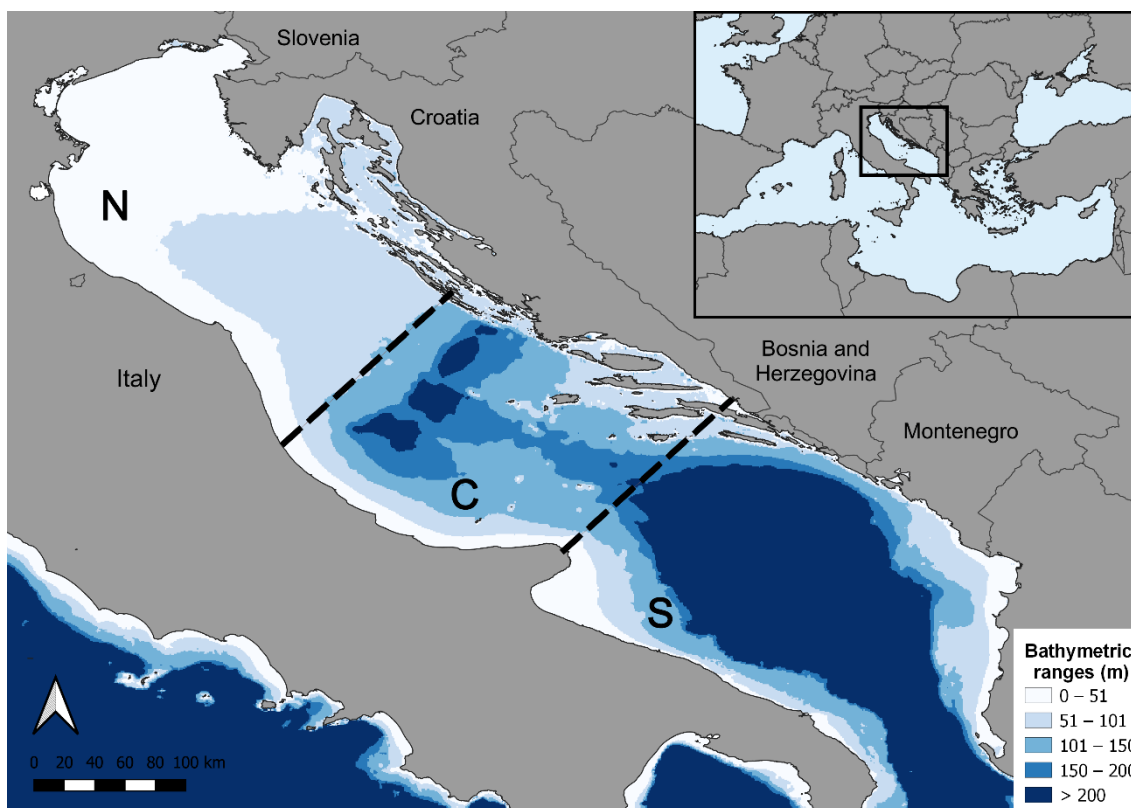 Slovenia
Croatia
N
Italy
Bosnia and
Herzegovina
Montenegro
C
S
Bathymetric
ranges (m)
0 – 51
51 – 101
101 – 150
150 – 200
> 200
0 20 40 60 80 100 km